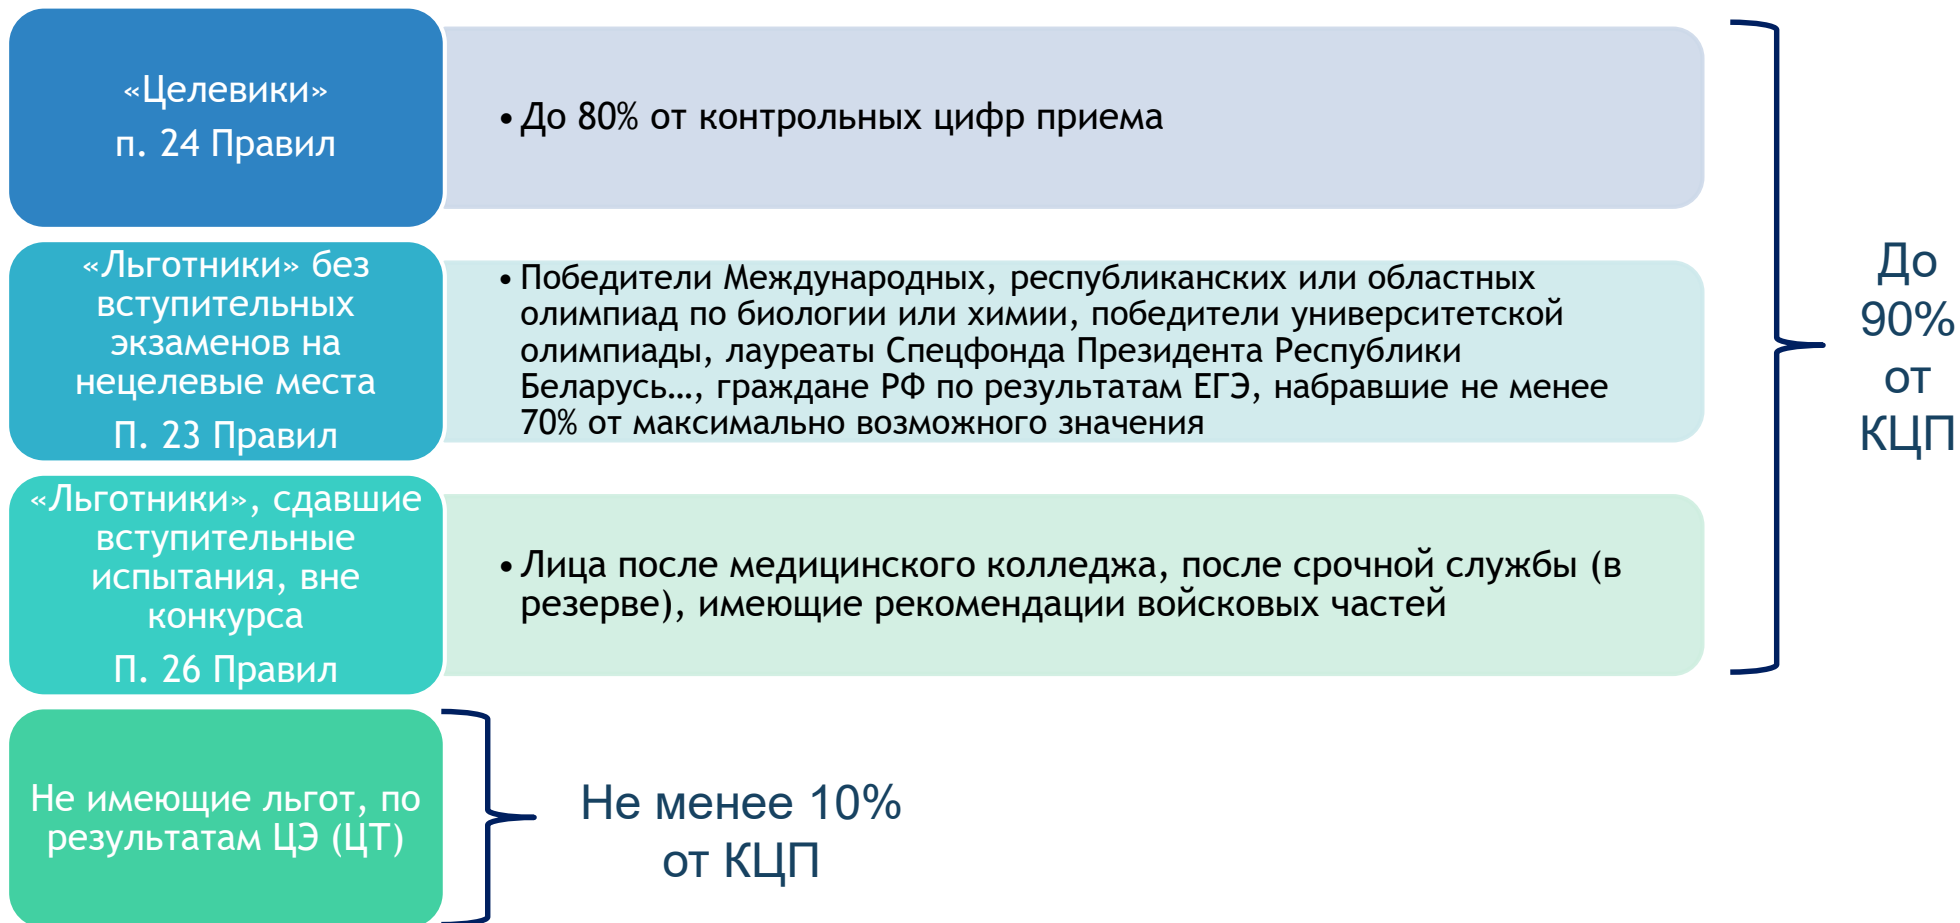 «Целевики»
п. 24 Правил
• До 80% от контрольных цифр приема
«Льготники» без
вступительных
экзаменов на
нецелевые места
П. 23 Правил
• Победители Международных, республиканских или областных
олимпиад по биологии или химии, победители университетской
олимпиады, лауреаты Спецфонда Президента Республики
Беларусь…, граждане РФ по результатам ЕГЭ, набравшие не менее
70% от максимально возможного значения
«Льготники», сдавшие
вступительные
испытания, вне
конкурса
П. 26 Правил
• Лица после медицинского колледжа, после срочной службы (в
резерве), имеющие рекомендации войсковых частей
До
90%
от
КЦП
Не имеющие льгот, по
результатам ЦЭ (ЦТ)
Не менее 10%
от КЦП